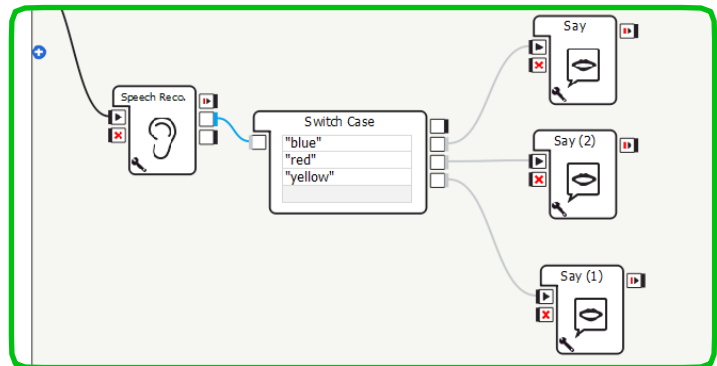 Say
Speech Reco.
Switch Case
"blue"
"red"
"yellow"
Say (2)
Say (1)